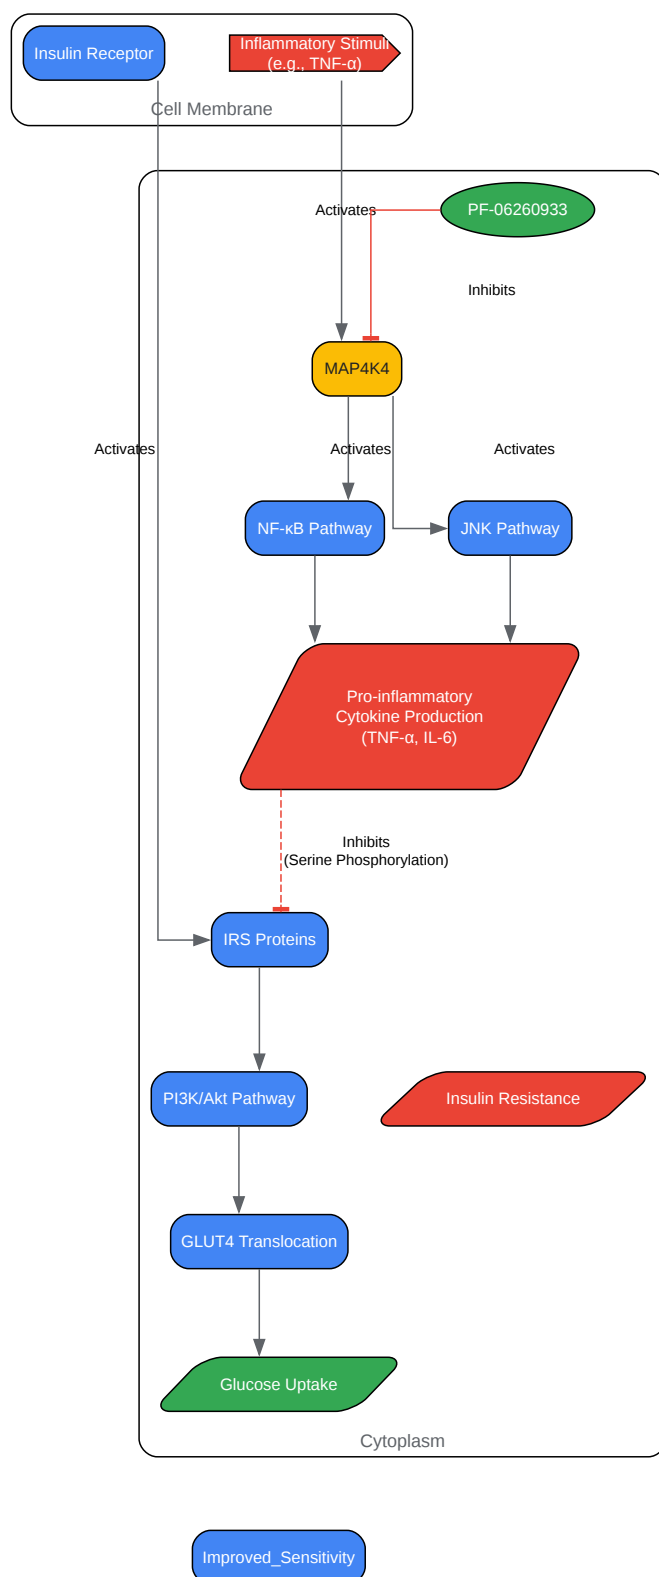 Insulin Receptor
Inflammatory Stimuli
(e.g., TNF-α)
Cell Membrane
Activates
PF-06260933
Inhibits
MAP4K4
Activates
Activates
Activates
NF-κB Pathway
JNK Pathway
Pro-inflammatory
Cytokine Production
(TNF-α, IL-6)
Inhibits
(Serine Phosphorylation)
IRS Proteins
PI3K/Akt Pathway
Insulin Resistance
GLUT4 Translocation
Glucose Uptake
Cytoplasm
Improved_Sensitivity